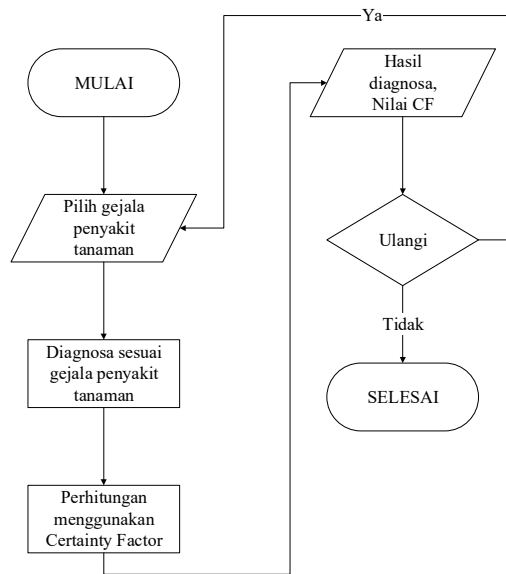 MULAI
Pilih gejala
penyakit
tanaman
Diagnosa sesuai
gejala penyakit
tanaman
Perhitungan
menggunakan
Certainty Factor
Hasil
diagnosa,
Nilai CF
Ulangi
Ya
Tidak
SELESAI